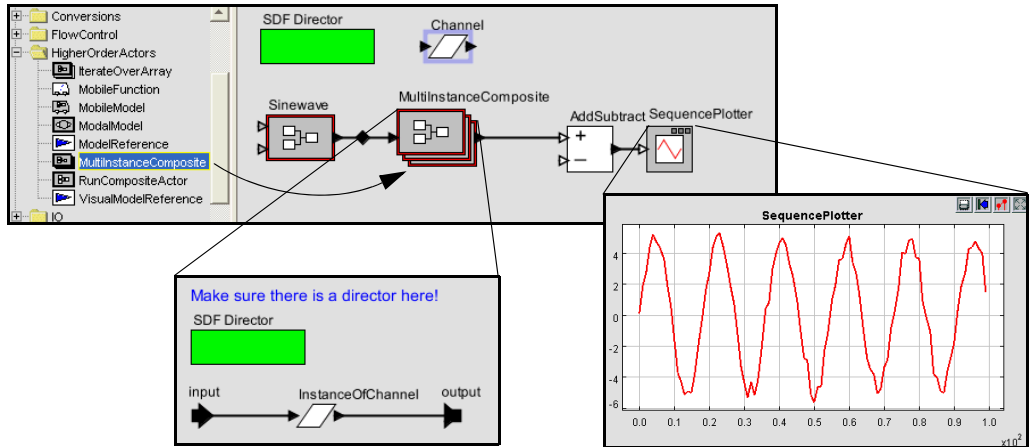 Conversions
FlowControl
HigherOrderActors
IterateOverArray
MobileFunction
MobileModel
ModalModel
ModelReference
MultiInstanceComposite
RunCompositeActor
VisualModelReference
IO
SDF Director
Channel
Sinewave
MultiInstanceComposite
AddSubtract
SequencePlotter
Make sure there is a director here!
SDF Director
input
InstanceOfChannel
output
SequencePlotter
4
2
0
-2
-4
-6
0.0 0.1 0.2 0.3 0.4 0.5 0.6 0.7 0.8 0.9 1.0
x10²